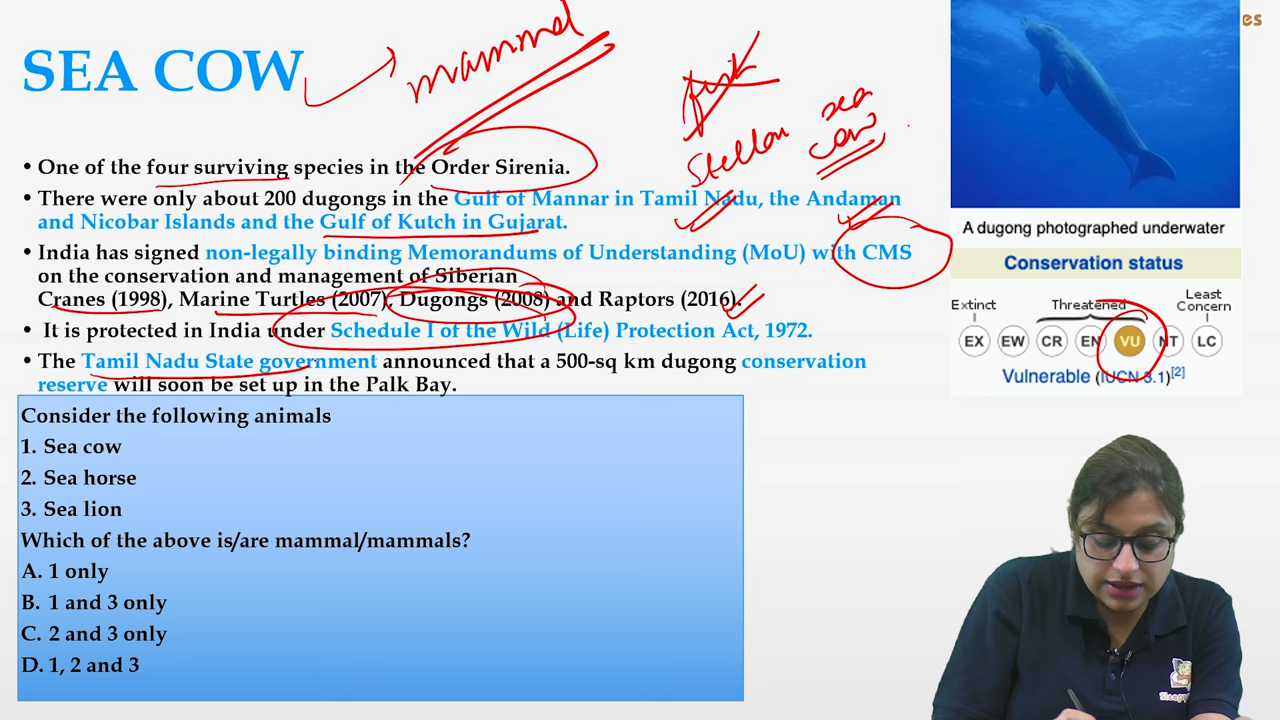 es
SEA COW
mammal
fish
Stellar
sea
cow
• One of the four surviving species in the Order Sirenia.
• There were only about 200 dugongs in the Gulf of Mannar in Tamil Nadu, the Andaman
and Nicobar Islands and the Gulf of Kutch in Gujarat.
• India has signed non-legally binding Memorandums of Understanding (MoU) with CMS
on the conservation and management of Siberian
Cranes (1998), Marine Turtles (2007), Dugongs (2008) and Raptors (2016).
• It is protected in India under Schedule I of the Wild (Life) Protection Act, 1972.
• The Tamil Nadu State government announced that a 500-sq km dugong conservation
reserve will soon be set up in the Palk Bay.
A dugong photographed underwater
Conservation status
Extinct Threatened Least Concern
EX EW CR EN VU NT LC
Vulnerable (IUCN 3.1)[2]
Consider the following animals
1. Sea cow
2. Sea horse
3. Sea lion
Which of the above is/are mammal/mammals?
A. 1 only
B. 1 and 3 only
C. 2 and 3 only
D. 1, 2 and 3